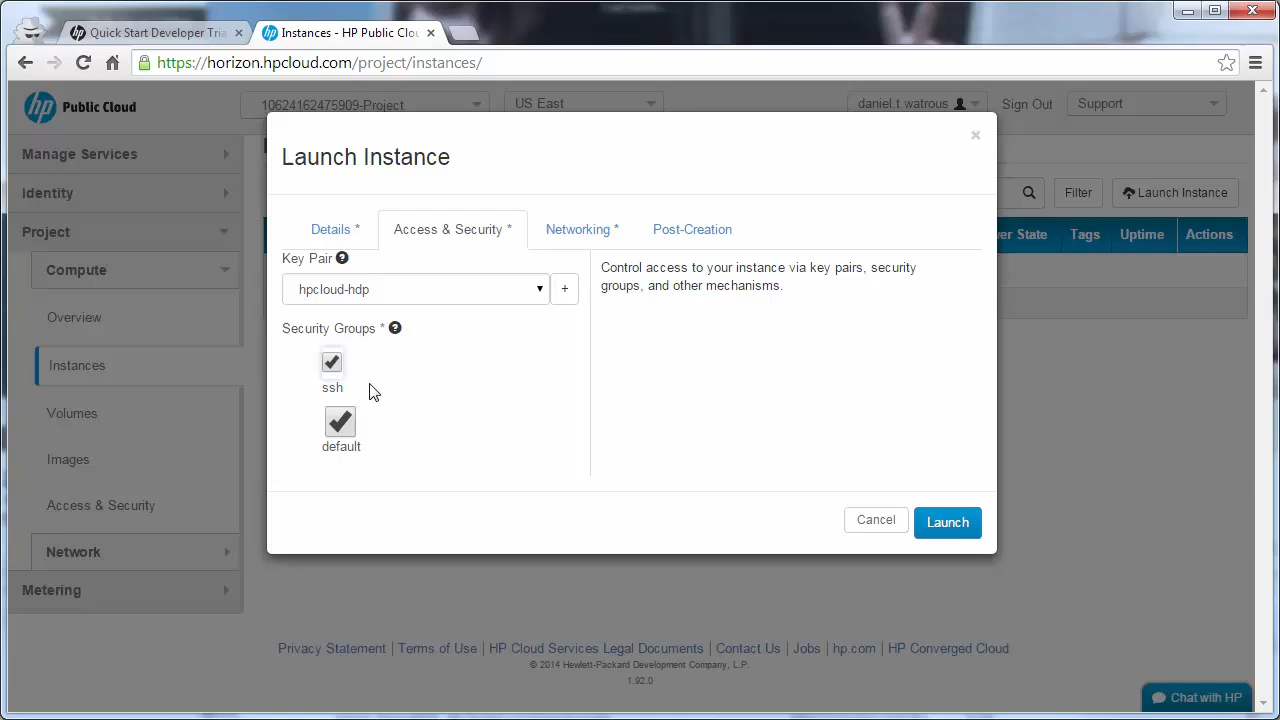 Quick Start Developer Tria
Instances - HP Public Clou
https://horizon.hpcloud.com/project/instances/
hp Public Cloud
10624162475909-Project
US East
daniel.t.watrous
Sign Out
Support
Manage Services
Identity
Project
Compute
Overview
Instances
Volumes
Images
Access & Security
Network
Metering
Filter
Launch Instance
er State
Tags
Uptime
Actions
Launch Instance
Details *
Access & Security *
Networking *
Post-Creation
Key Pair ?
hpcloud-hdp
+
Security Groups * ?
ssh
default
Control access to your instance via key pairs, security
groups, and other mechanisms.
Cancel
Launch
Privacy Statement | Terms of Use | HP Cloud Services Legal Documents | Contact Us | Jobs | hp.com | HP Converged Cloud
© 2014 Hewlett-Packard Development Company, L.P.
1.92.0
Chat with HP